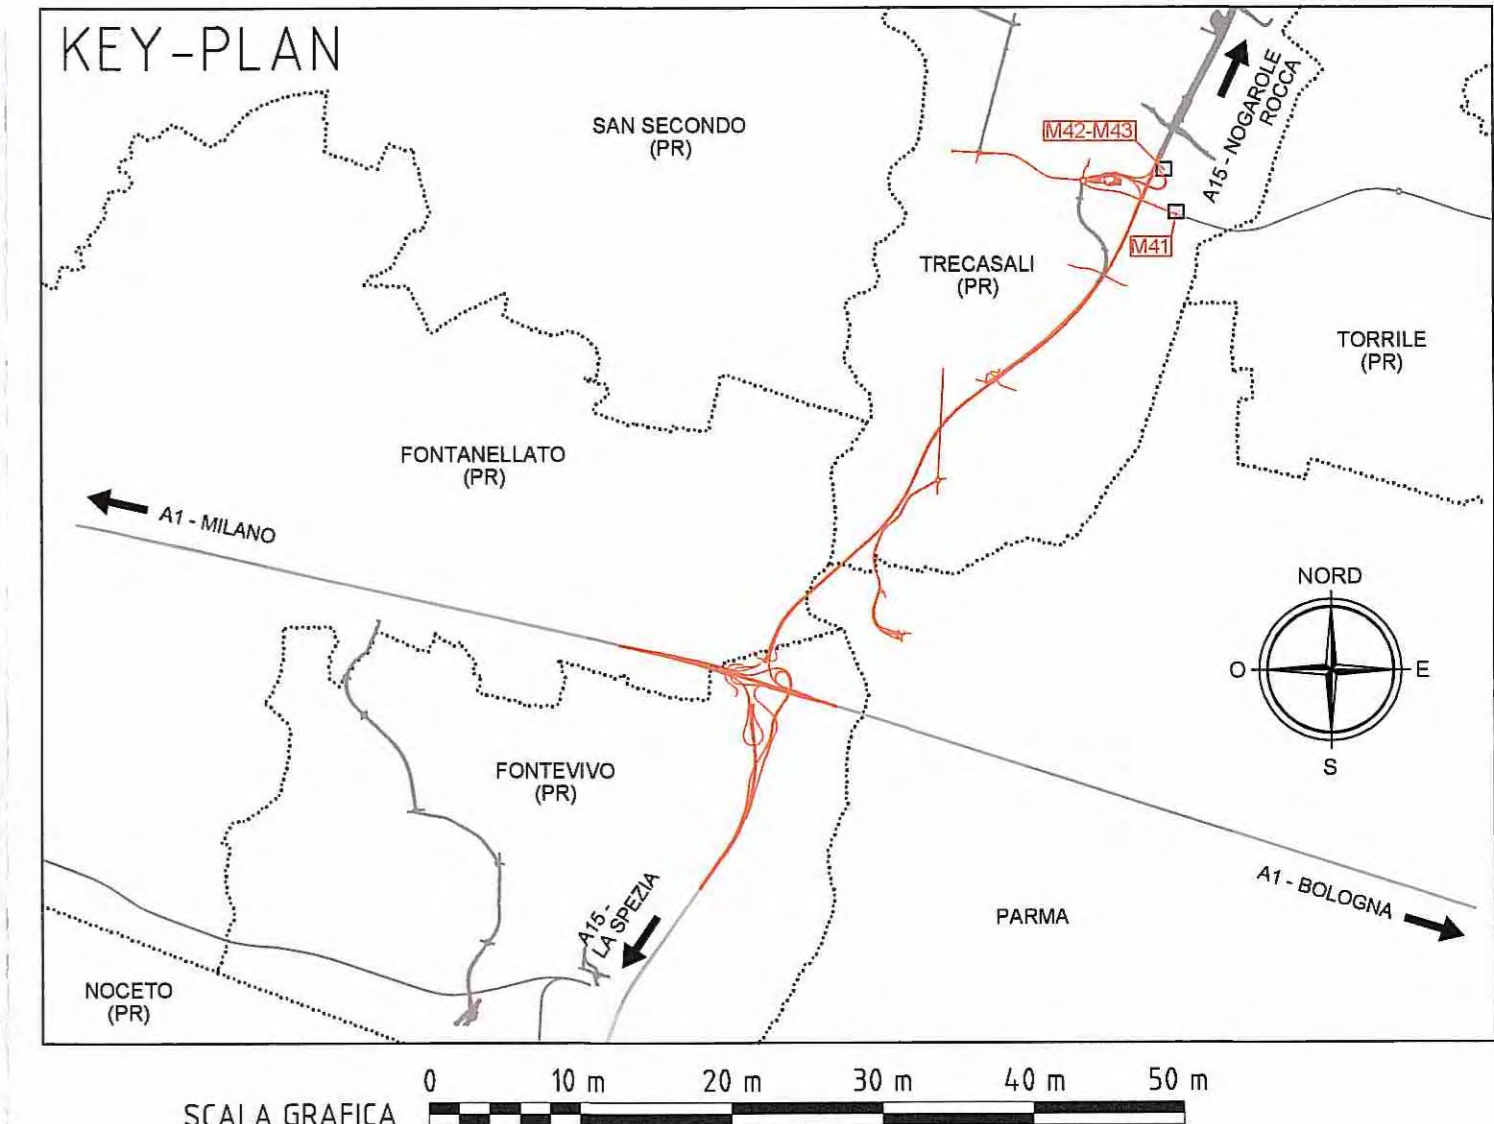 KEY-PLAN
SAN SECONDO
(PR)
M42-M43
A15 - NOGAROLE
ROCCA
M41
TRECASALI
(PR)
TORRILE
(PR)
FONTANELLATO
(PR)
A1 - MILANO
NORD
O
E
S
FONTEVIVO
(PR)
A15 -
LA SPEZIA
A1 - BOLOGNA
PARMA
NOCETO
(PR)
0 10 m 20 m 30 m 40 m 50 m
SCALA GRAFICA